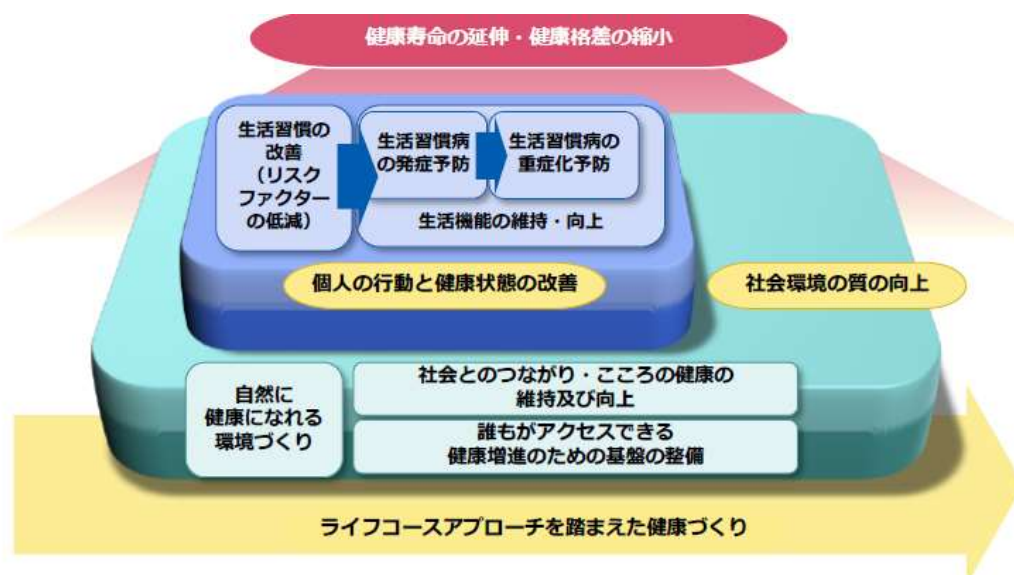 健康寿命の延伸・健康格差の縮小
生活習慣の
改善
（リスク
ファクター
の低減）
生活習慣病
の発症予防
生活習慣病の
重症化予防
生活機能の維持・向上
個人の行動と健康状態の改善
社会環境の質の向上
自然に
健康になれる
環境づくり
社会とのつながり・こころの健康の
維持及び向上
誰もがアクセスできる
健康増進のための基盤の整備
ライフコースアプローチを踏まえた健康づくり